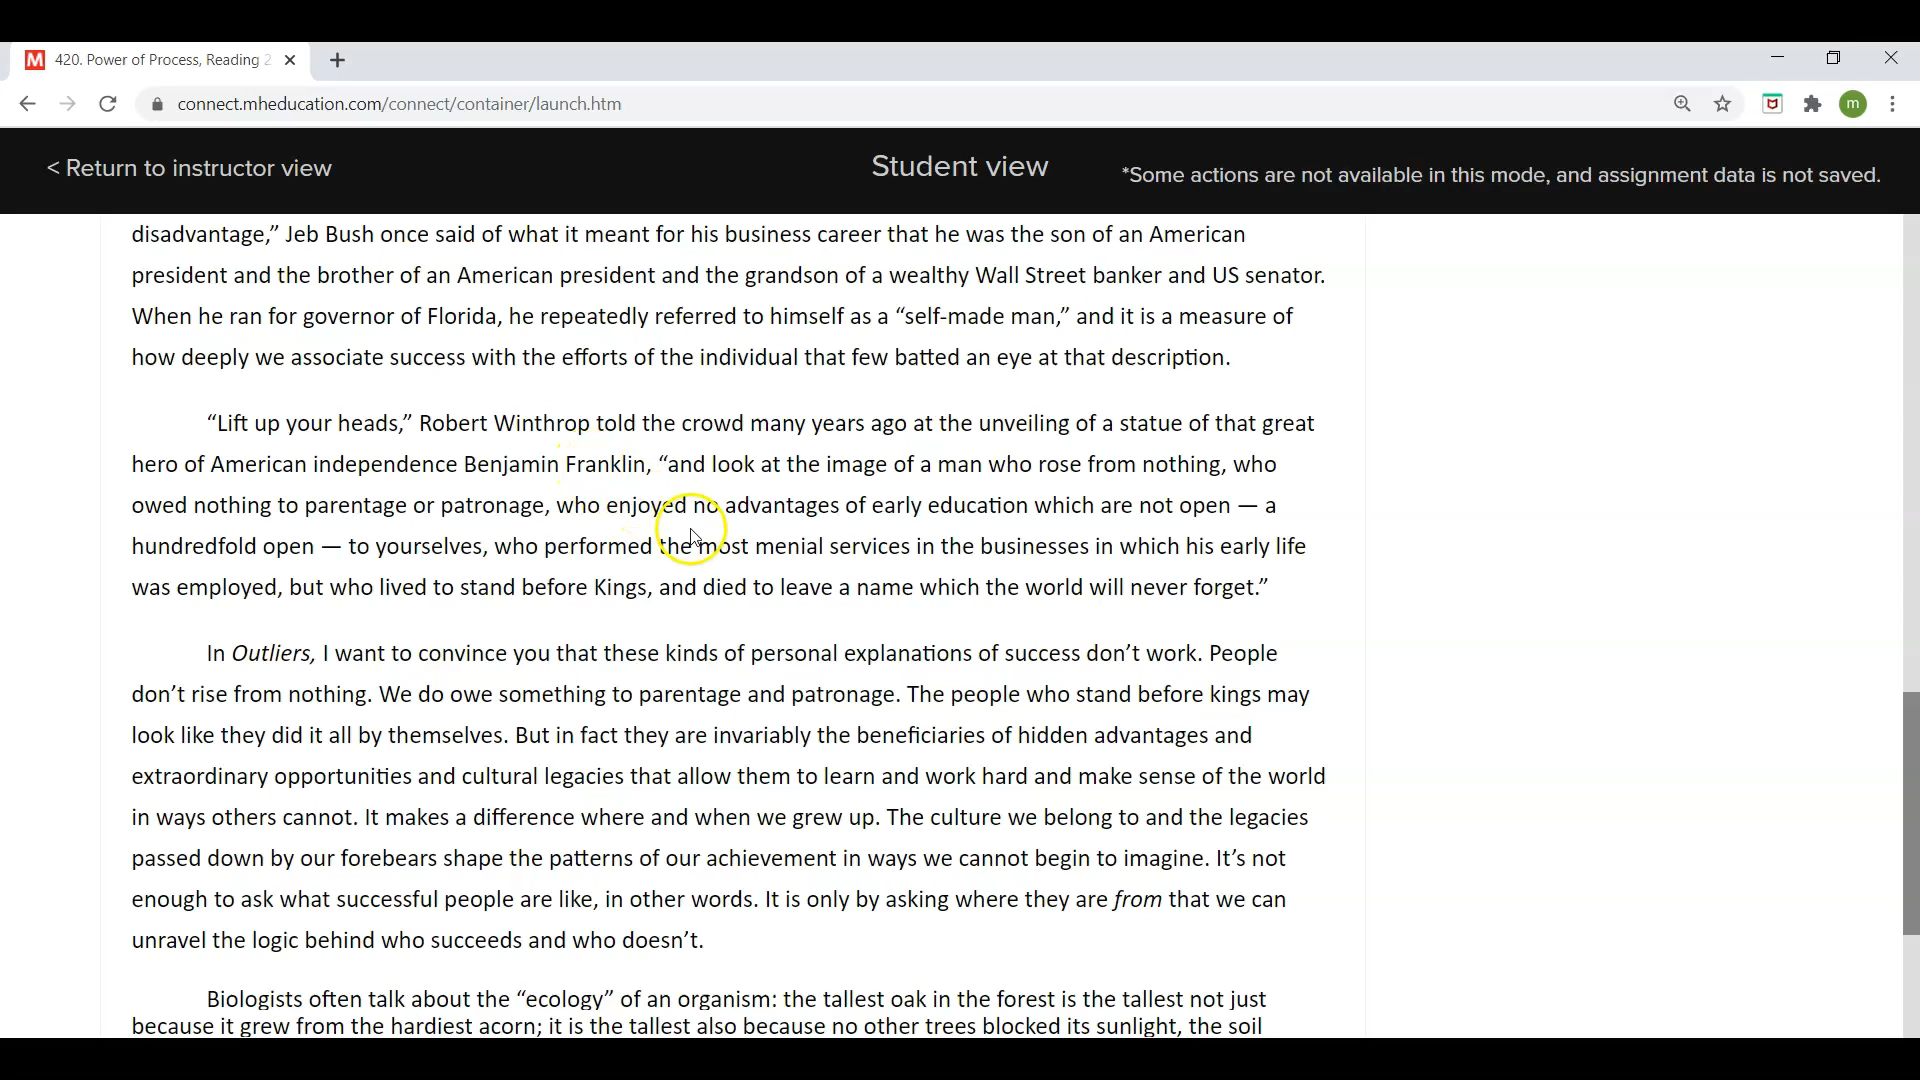 420. Power of Process, Reading 2
connect.mheducation.com/connect/container/launch.htm
m
< Return to instructor view
Student view
*Some actions are not available in this mode, and assignment data is not saved.
disadvantage,” Jeb Bush once said of what it meant for his business career that he was the son of an American
president and the brother of an American president and the grandson of a wealthy Wall Street banker and US senator.
When he ran for governor of Florida, he repeatedly referred to himself as a “self-made man,” and it is a measure of
how deeply we associate success with the efforts of the individual that few batted an eye at that description.
“Lift up your heads,” Robert Winthrop told the crowd many years ago at the unveiling of a statue of that great
hero of American independence Benjamin Franklin, “and look at the image of a man who rose from nothing, who
owed nothing to parentage or patronage, who enjoyed no advantages of early education which are not open — a
hundredfold open — to yourselves, who performed the most menial services in the businesses in which his early life
was employed, but who lived to stand before Kings, and died to leave a name which the world will never forget.”
In Outliers, I want to convince you that these kinds of personal explanations of success don’t work. People
don’t rise from nothing. We do owe something to parentage and patronage. The people who stand before kings may
look like they did it all by themselves. But in fact they are invariably the beneficiaries of hidden advantages and
extraordinary opportunities and cultural legacies that allow them to learn and work hard and make sense of the world
in ways others cannot. It makes a difference where and when we grew up. The culture we belong to and the legacies
passed down by our forebears shape the patterns of our achievement in ways we cannot begin to imagine. It’s not
enough to ask what successful people are like, in other words. It is only by asking where they are from that we can
unravel the logic behind who succeeds and who doesn’t.
Biologists often talk about the “ecology” of an organism: the tallest oak in the forest is the tallest not just
because it grew from the hardiest acorn; it is the tallest also because no other trees blocked its sunlight, the soil